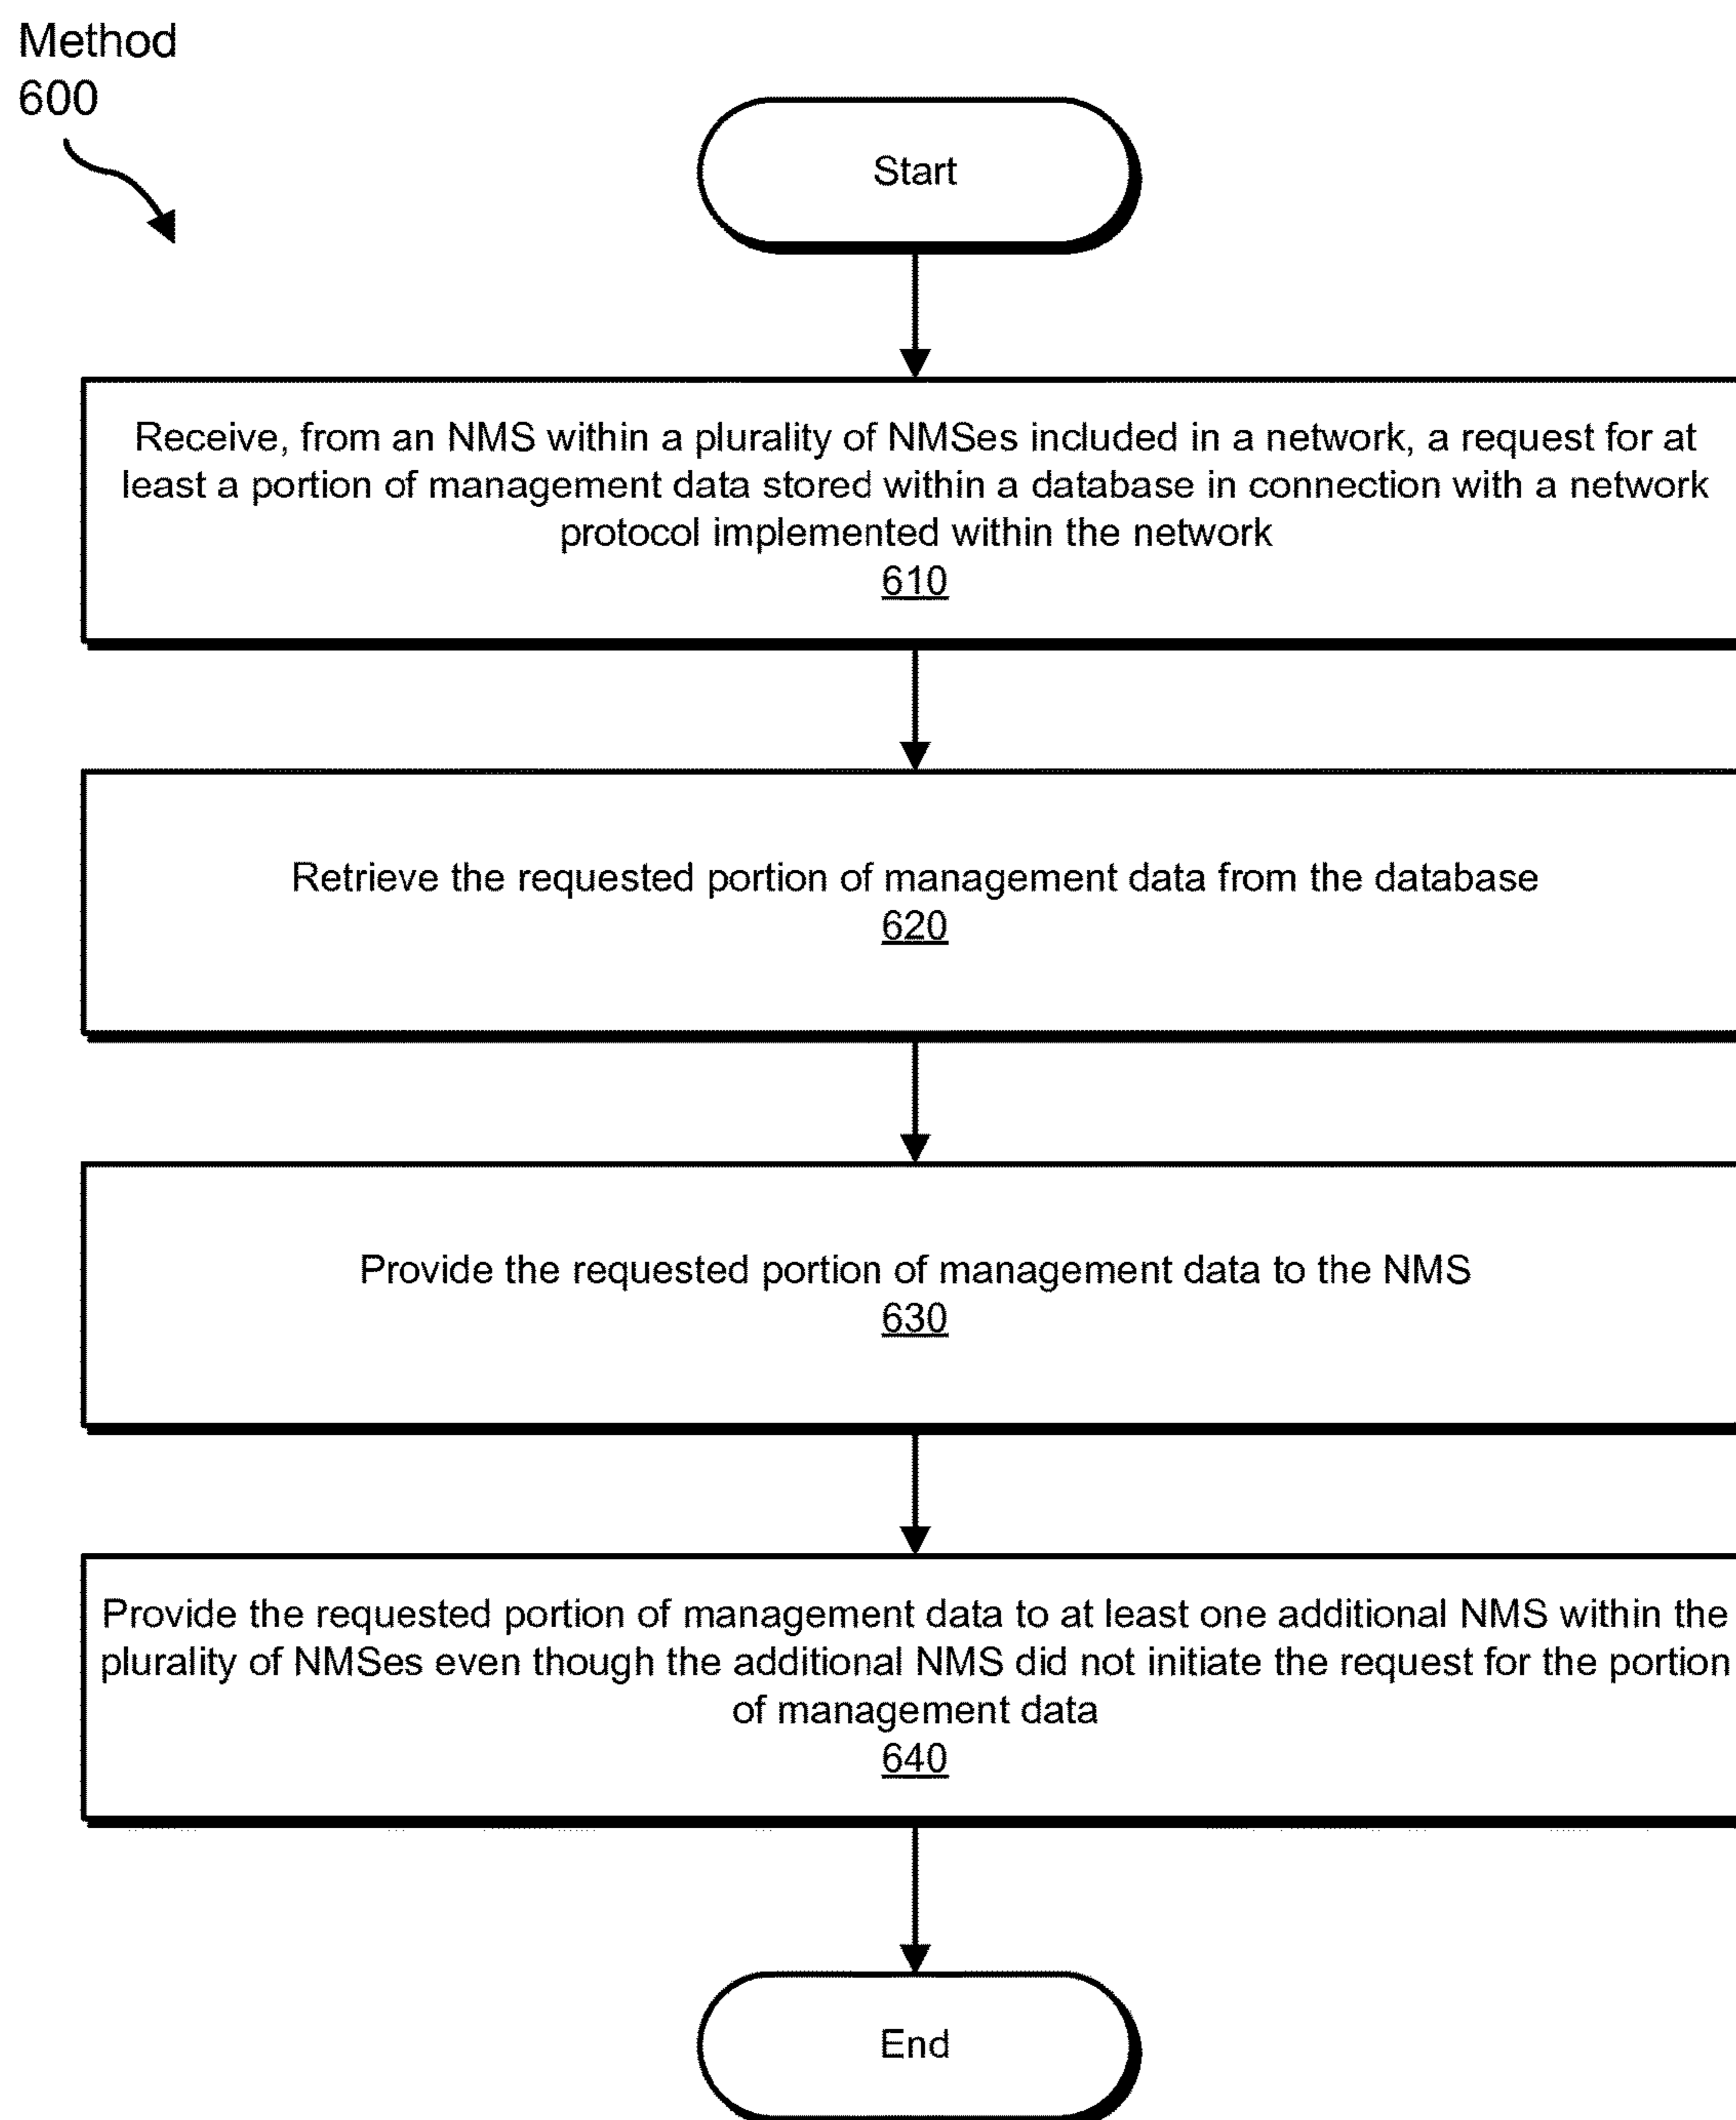 Method
600
Start
Receive, from an NMS within a plurality of NMSes included in a network, a request for at
least a portion of management data stored within a database in connection with a network
protocol implemented within the network
610
Retrieve the requested portion of management data from the database
620
Provide the requested portion of management data to the NMS
630
Provide the requested portion of management data to at least one additional NMS within the
plurality of NMSes even though the additional NMS did not initiate the request for the portion
of management data
640
End